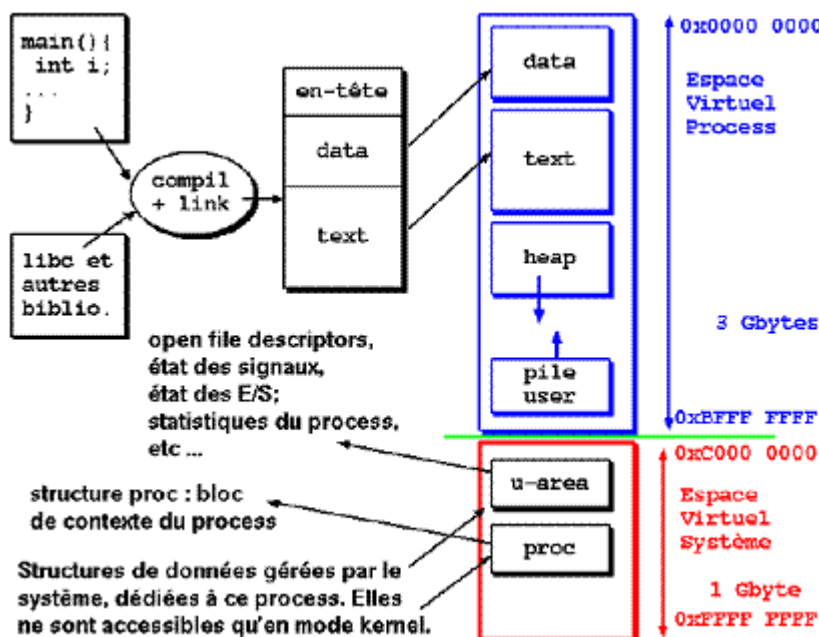 main(){
int i;
...
}
libc et
autres
biblio.
compil
+ link
en-tête
data
text
data
text
heap
pile
user
0x0000 0000
Espace
Virtuel
Process
3 Gbytes
0xBFFF FFFF
open file descriptors,
état des signaux,
état des E/S;
statistiques du process,
etc ...
structure proc : bloc
de contexte du process
Structures de données gérées par le
système, dédiées à ce process. Elles
ne sont accessibles qu'en mode kernel.
u-area
proc
0xC000 0000
Espace
Virtuel
Système
1 Gbyte
0xFFFF FFFF